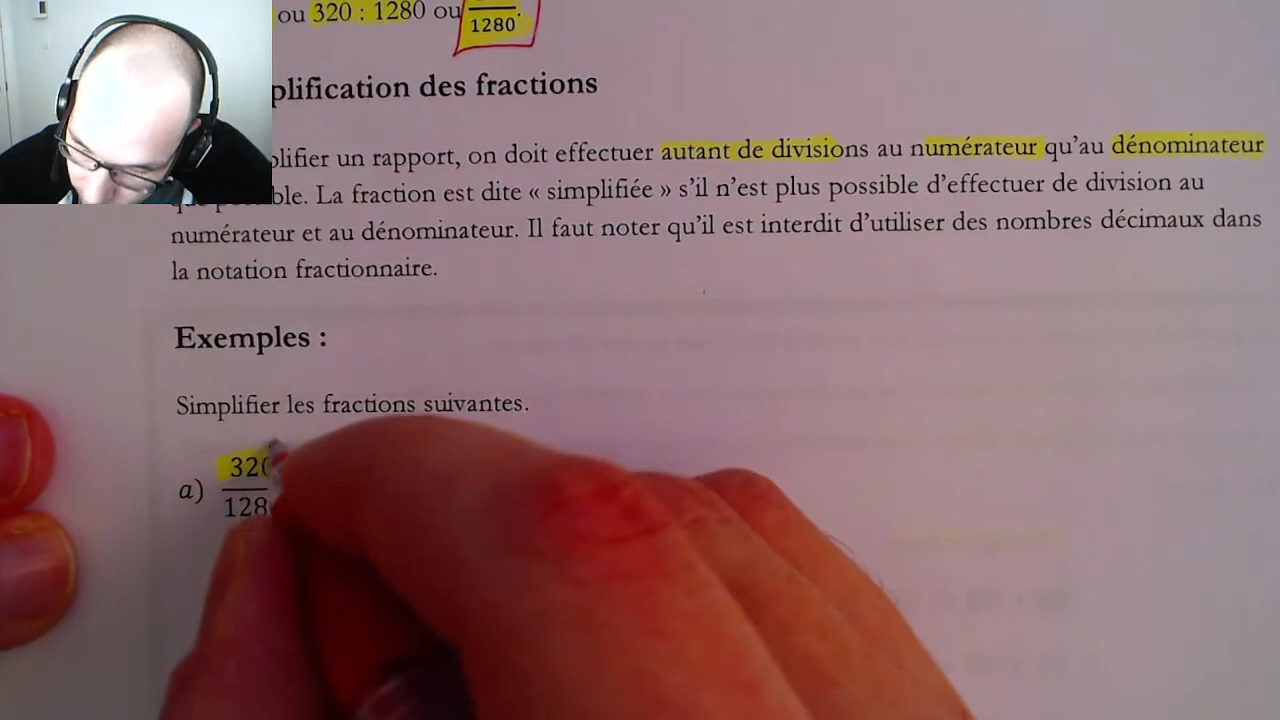 ou 320 : 1280 ou
1280.
plification des fractions
plifier un rapport, on doit effectuer autant de divisions au numérateur qu'au dénominateur
ble. La fraction est dite « simplifiée » s'il n'est plus possible d'effectuer de division au
numérateur et au dénominateur. Il faut noter qu'il est interdit d'utiliser des nombres décimaux dans
la notation fractionnaire.
Exemples :
Simplifier les fractions suivantes.
320
a)
128